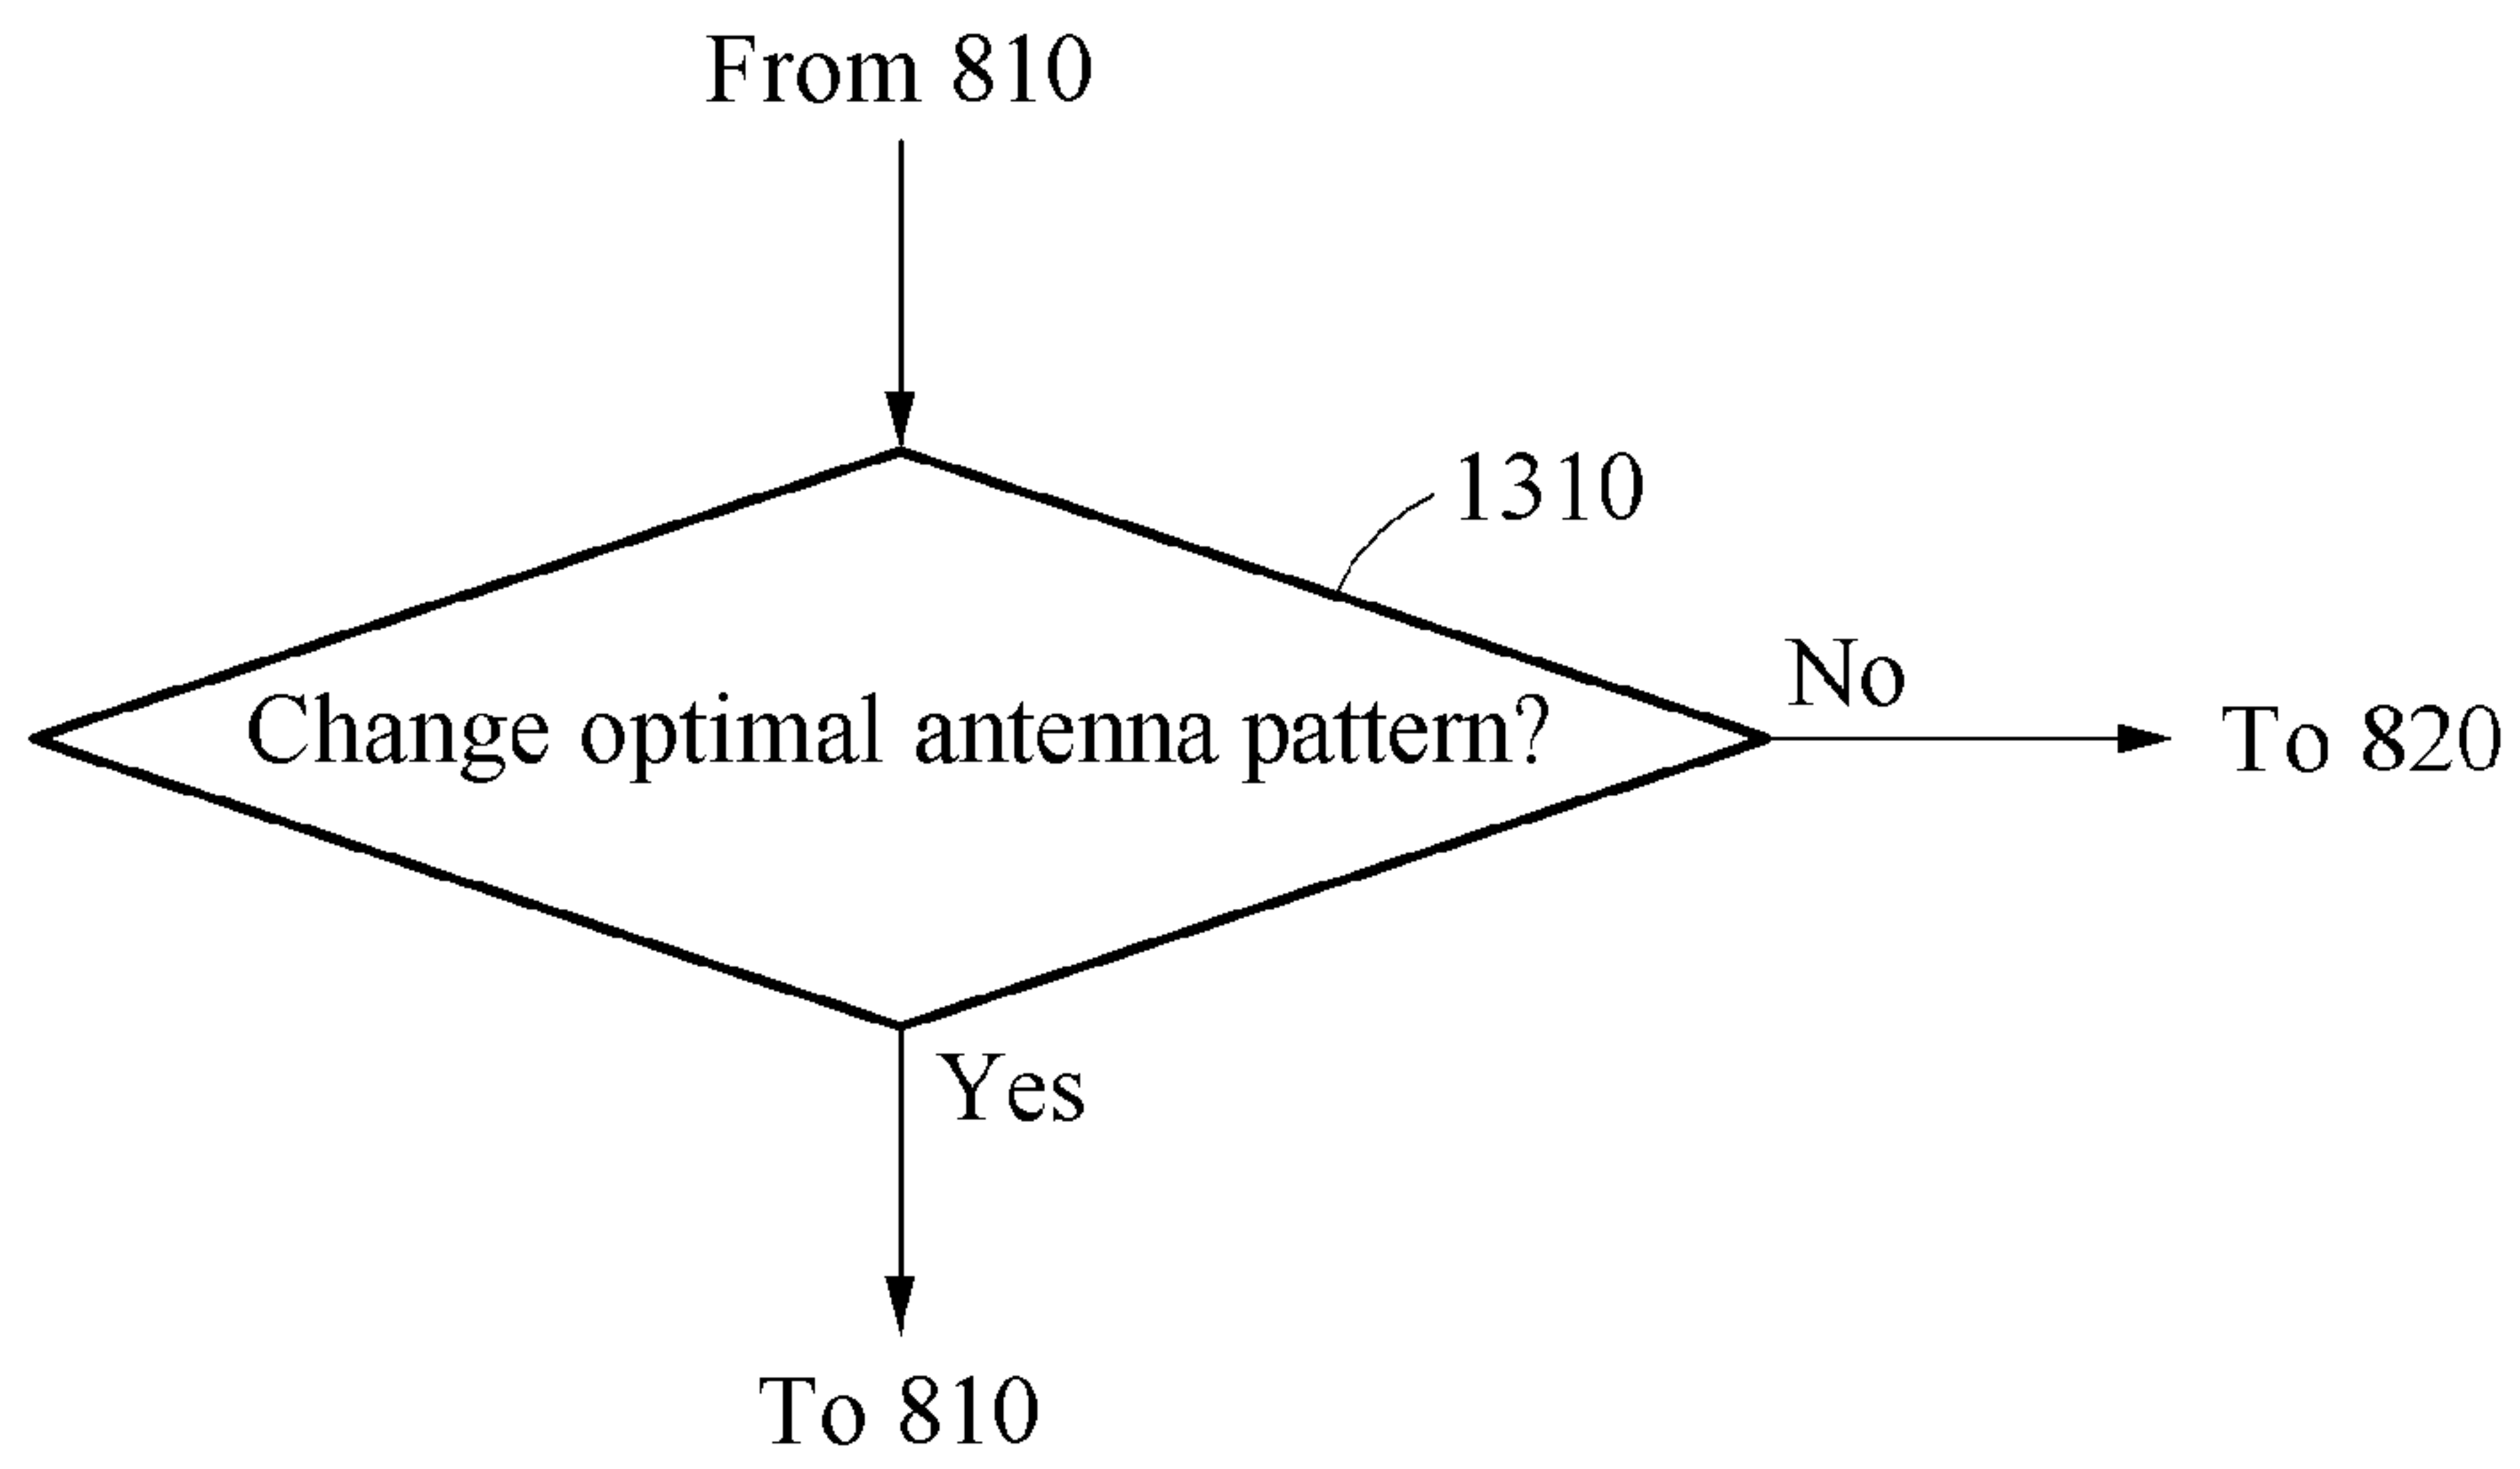 From 810
1310
No
Change optimal antenna pattern?
To 820
Yes
To 810